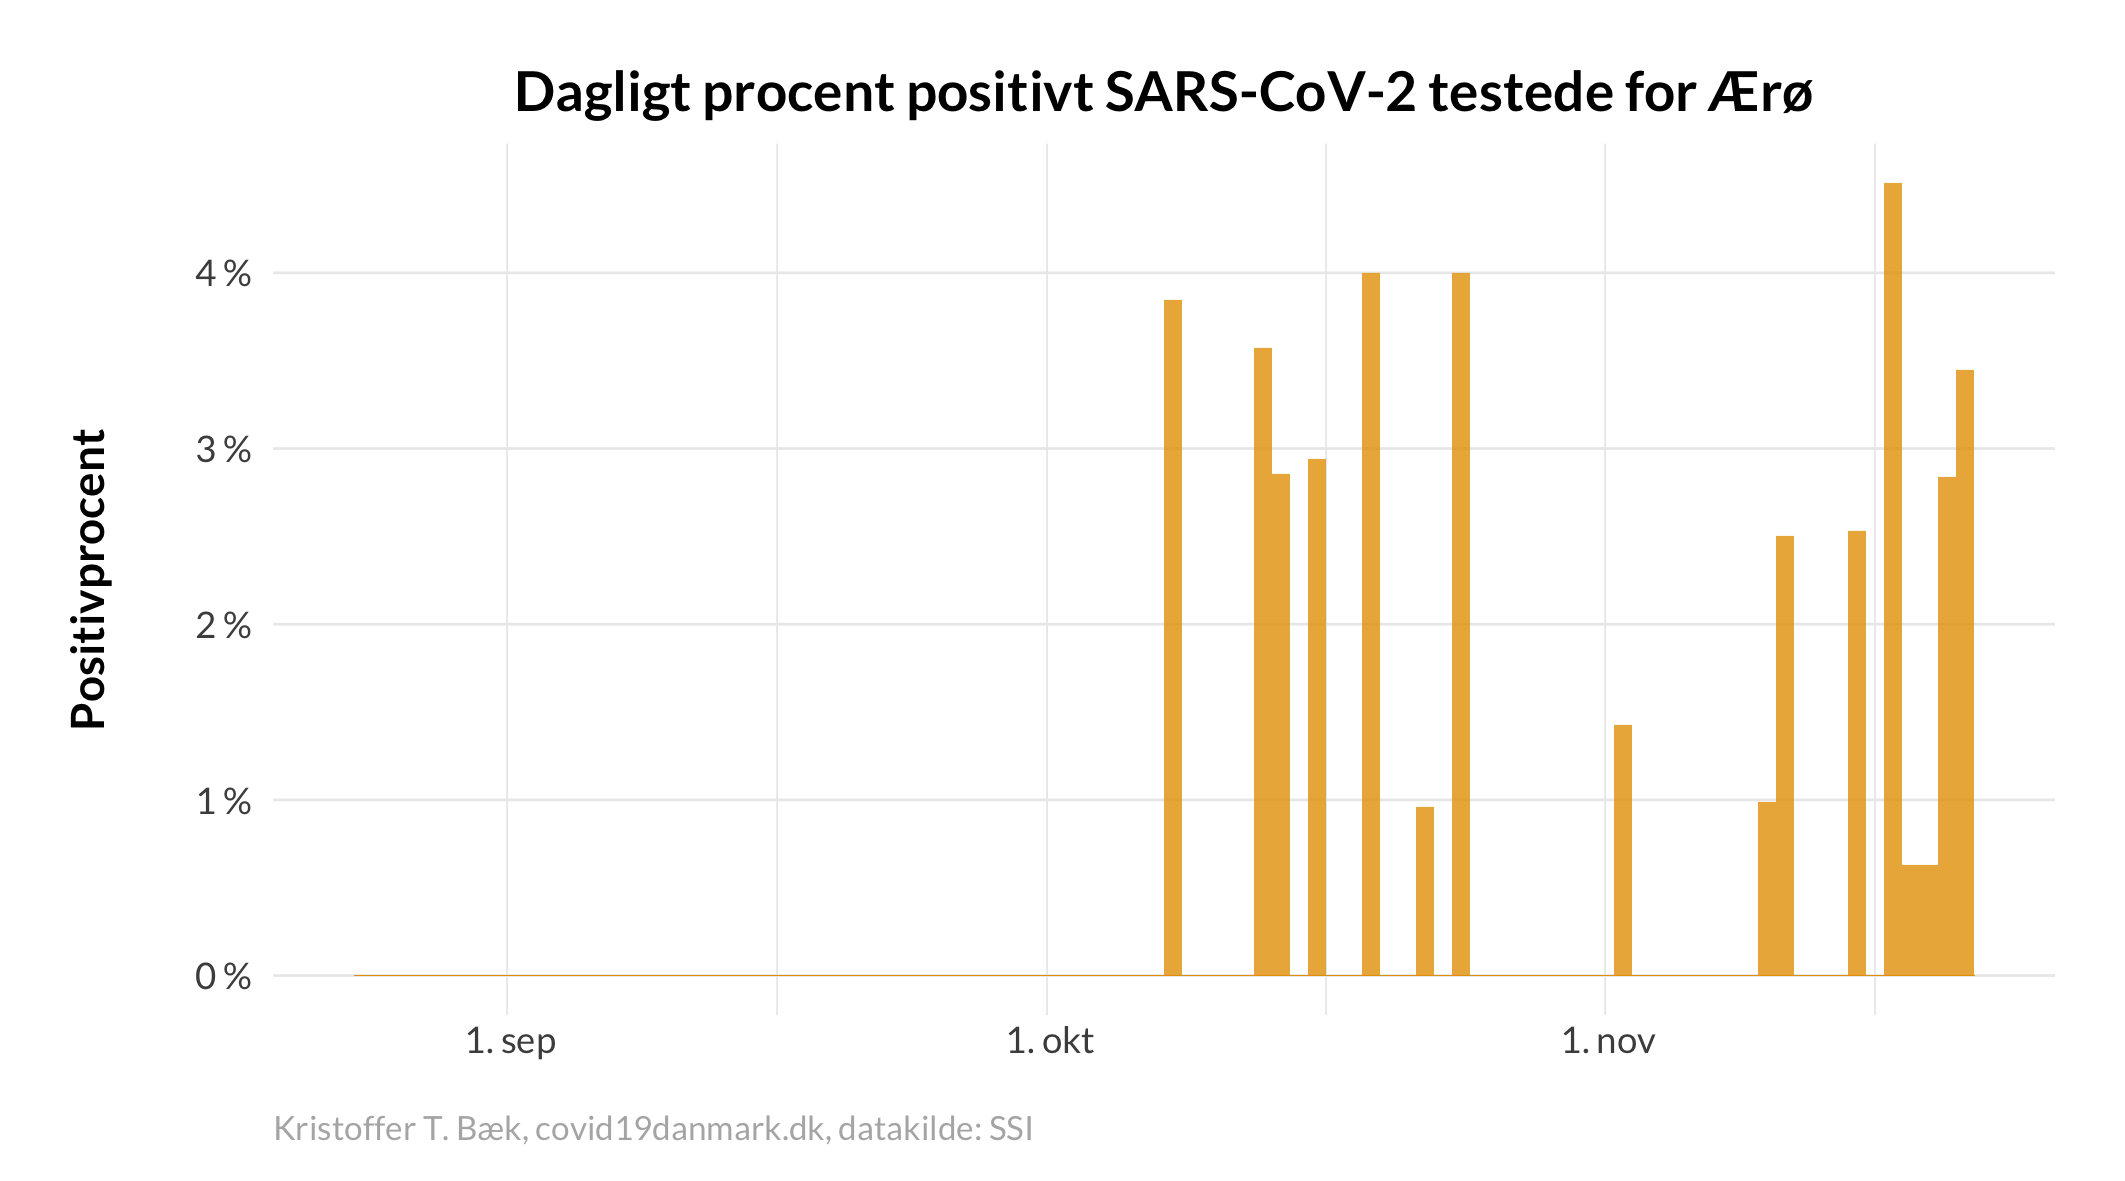 Dagligt procent positivt SARS-CoV-2 testede for Ærø
Positivprocent
4 %
3 %
2 %
1 %
0 %
1. sep
1. okt
1. nov
Kristoffer T. Bæk, covid19danmark.dk, datakilde: SSI